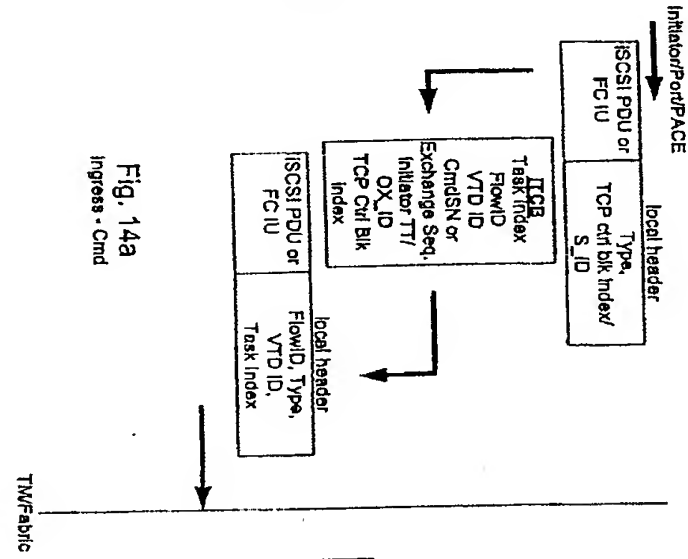 Initiator/Port/PACE
local header
iSCSI PDU or
FC IU
Type,
TCP ctrl blk Index/
S_ID
ITCB
Task Index
FlowID
VTD ID
CmdSN or
Exchange Seq.
Initiator TT/
OX_ID
TCP Ctrl Blk
Index
local header
iSCSI PDU or
FC IU
FlowID, Type,
VTD ID,
Task Index
TM/Fabric
Fig. 14a
Ingress - Cmd